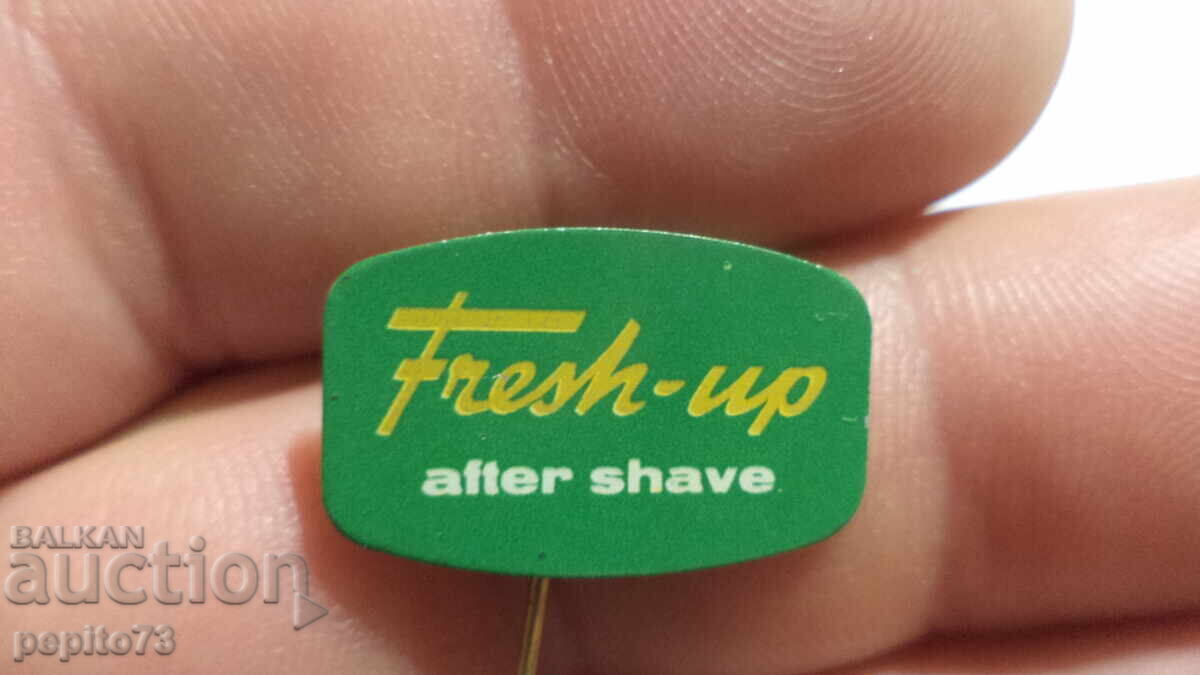 Fresh-up
after shave
BALKAN
auction
pepito73